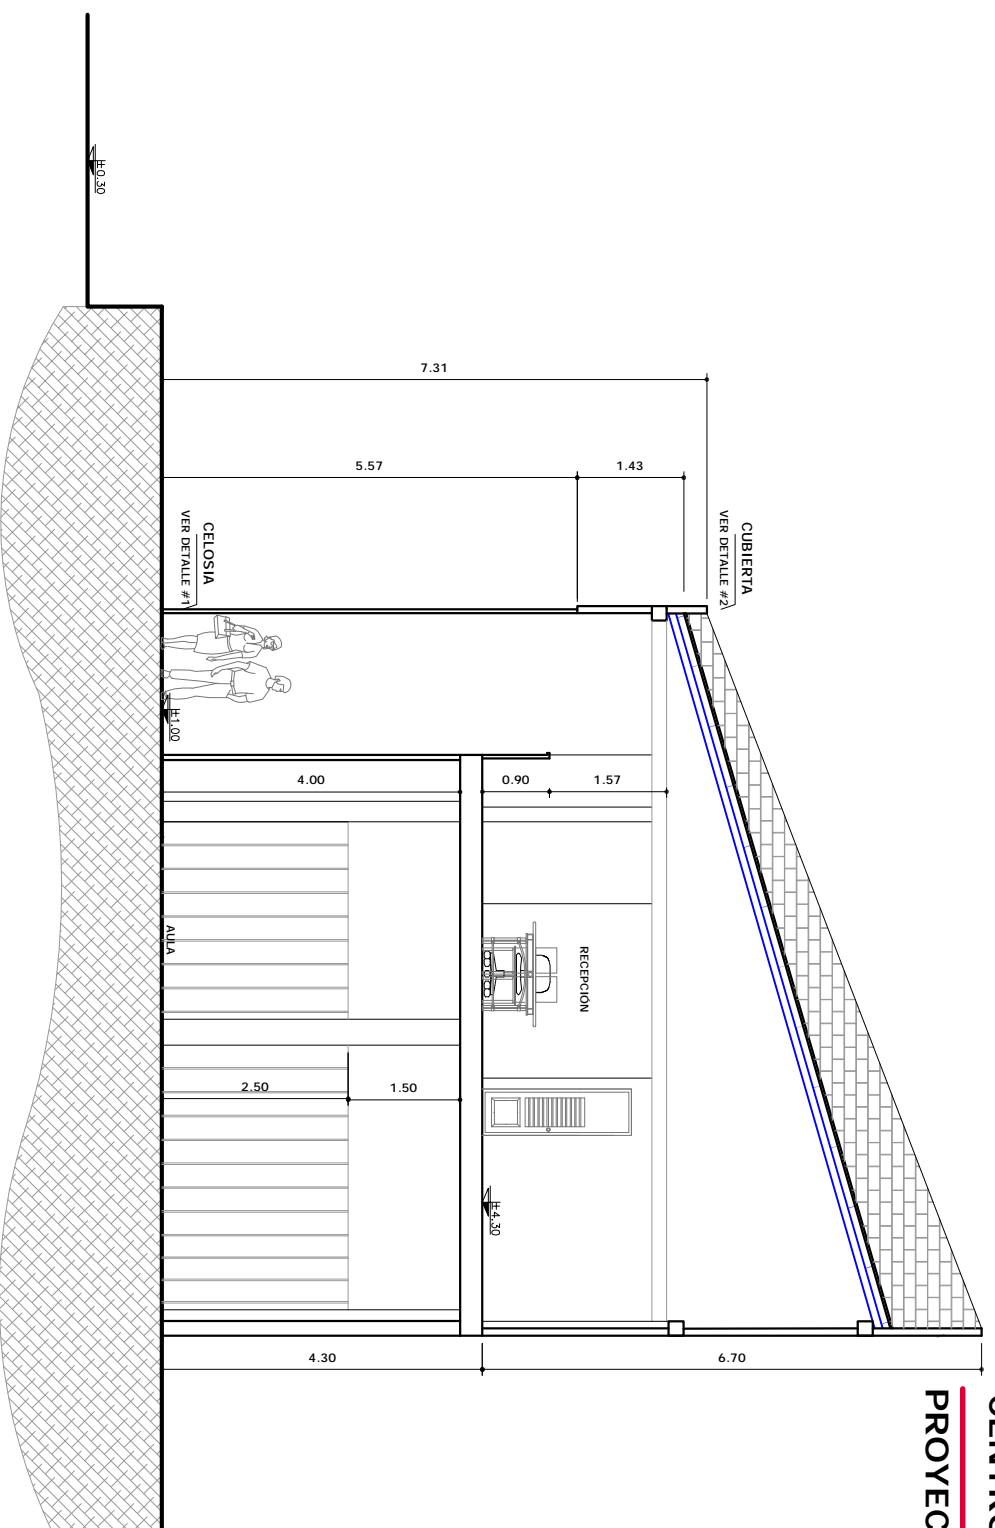 CENTRO
PROYEC
6.70
4.30
CUBIERTA
VER DETALLE #2
7.31
5.57
1.43
CELOSIA
VER DETALLE #1
±0.30
±1.00
4.00
0.90
1.57
RECEPCIÓN
AULA
2.50
1.50
±4.30